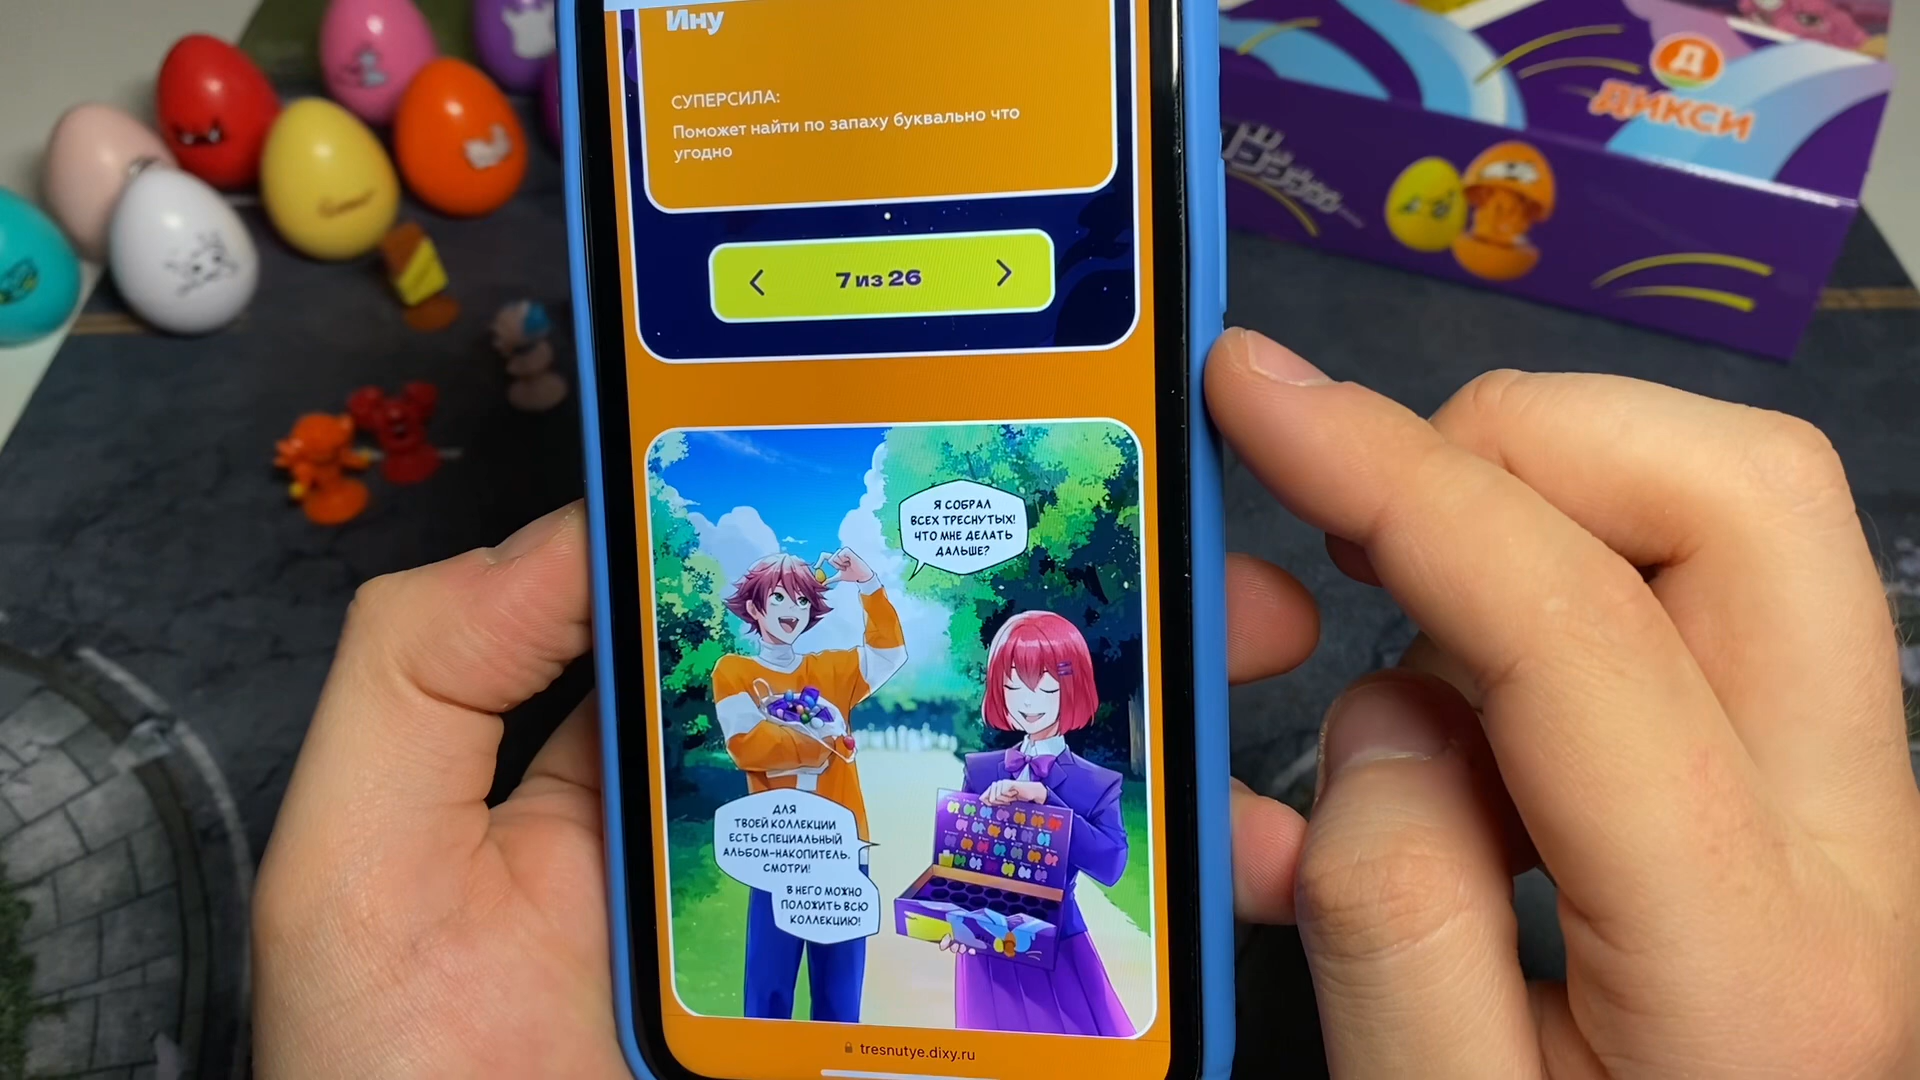 Ину
СУПЕРСИЛА:
Поможет найти по запаху буквально что
угодно
7 из 26
Я СОБРАЛ
ВСЕХ ТРЕСНУТЫХ!
ЧТО МНЕ ДЕЛАТЬ
ДАЛЬШЕ?
ДЛЯ
ТВОЕЙ КОЛЛЕКЦИИ
ЕСТЬ СПЕЦИАЛЬНЫЙ
АЛЬБОМ-НАКОПИТЕЛЬ.
СМОТРИ!
В НЕГО МОЖНО
ПОЛОЖИТЬ ВСЮ
КОЛЛЕКЦИЮ!
tresnutye.dixy.ru
Д
ДИКСИ